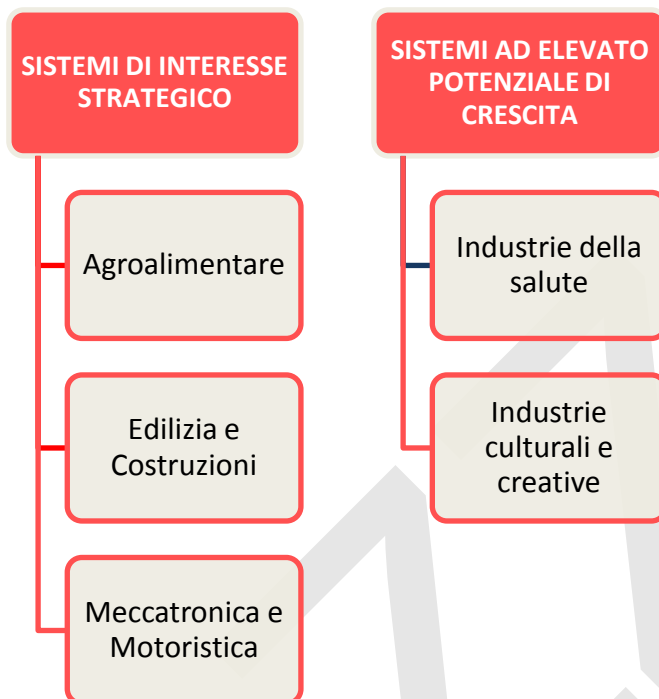 SISTEMI DI INTERESSE
STRATEGICO
Agroalimentare
Edilizia e
Costruzioni
Meccatronica e
Motoristica
SISTEMI AD ELEVATO
POTENZIALE DI
CRESCITA
Industrie della
salute
Industrie
culturali e
creative